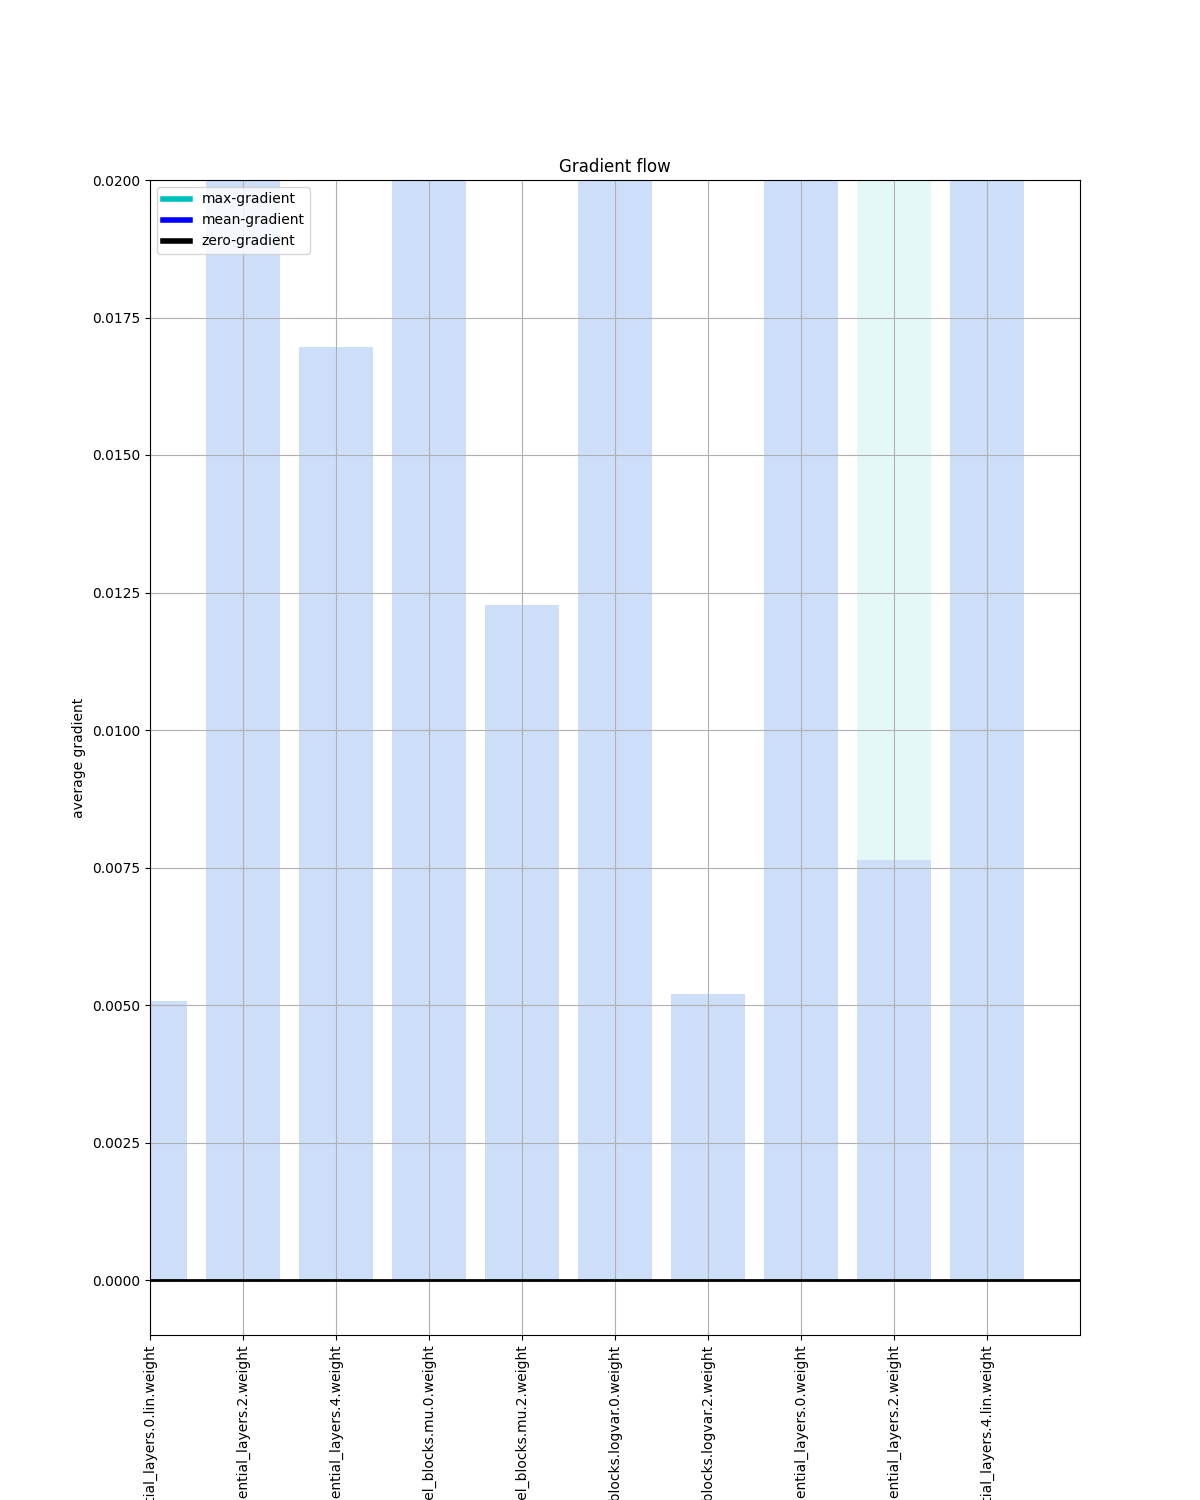 Gradient flow
max-gradient
mean-gradient
zero-gradient
0.0200
0.0175
0.0150
0.0125
0.0100
0.0075
0.0050
0.0025
0.0000
average gradient
tial_layers.0.lin.weight
ential_layers.2.weight
ential_layers.4.weight
el_blocks.mu.0.weight
el_blocks.mu.2.weight
blocks.logvar.0.weight
blocks.logvar.2.weight
ential_layers.0.weight
ential_layers.2.weight
tial_layers.4.lin.weight